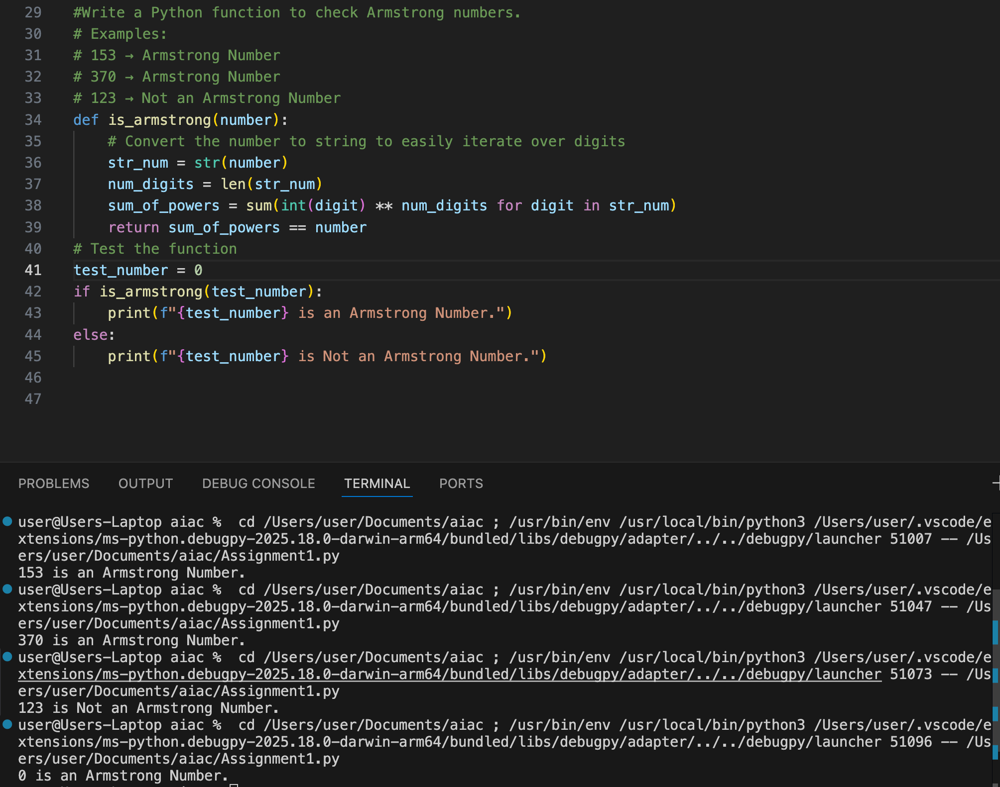 29 #Write a Python function to check Armstrong numbers.
30 # Examples:
31 # 153 → Armstrong Number
32 # 370 → Armstrong Number
33 # 123 → Not an Armstrong Number
34 def is_armstrong(number):
35     # Convert the number to string to easily iterate over digits
36     str_num = str(number)
37     num_digits = len(str_num)
38     sum_of_powers = sum(int(digit) ** num_digits for digit in str_num)
39     return sum_of_powers == number
40 # Test the function
41 test_number = 0
42 if is_armstrong(test_number):
43     print(f"{test_number} is an Armstrong Number.")
44 else:
45     print(f"{test_number} is Not an Armstrong Number.")
46
47
PROBLEMS OUTPUT DEBUG CONSOLE TERMINAL PORTS
user@Users-Laptop aiac %  cd /Users/user/Documents/aiac ; /usr/bin/env /usr/local/bin/python3 /Users/user/.vscode/e
xtensions/ms-python.debugpy-2025.18.0-darwin-arm64/bundled/libs/debugpy/adapter/../../debugpy/launcher 51007 -- /Us
ers/user/Documents/aiac/Assignment1.py
153 is an Armstrong Number.
user@Users-Laptop aiac %  cd /Users/user/Documents/aiac ; /usr/bin/env /usr/local/bin/python3 /Users/user/.vscode/e
xtensions/ms-python.debugpy-2025.18.0-darwin-arm64/bundled/libs/debugpy/adapter/../../debugpy/launcher 51047 -- /Us
ers/user/Documents/aiac/Assignment1.py
370 is an Armstrong Number.
user@Users-Laptop aiac %  cd /Users/user/Documents/aiac ; /usr/bin/env /usr/local/bin/python3 /Users/user/.vscode/e
xtensions/ms-python.debugpy-2025.18.0-darwin-arm64/bundled/libs/debugpy/adapter/../../debugpy/launcher 51073 -- /Us
ers/user/Documents/aiac/Assignment1.py
123 is Not an Armstrong Number.
user@Users-Laptop aiac %  cd /Users/user/Documents/aiac ; /usr/bin/env /usr/local/bin/python3 /Users/user/.vscode/e
xtensions/ms-python.debugpy-2025.18.0-darwin-arm64/bundled/libs/debugpy/adapter/../../debugpy/launcher 51096 -- /Us
ers/user/Documents/aiac/Assignment1.py
0 is an Armstrong Number.